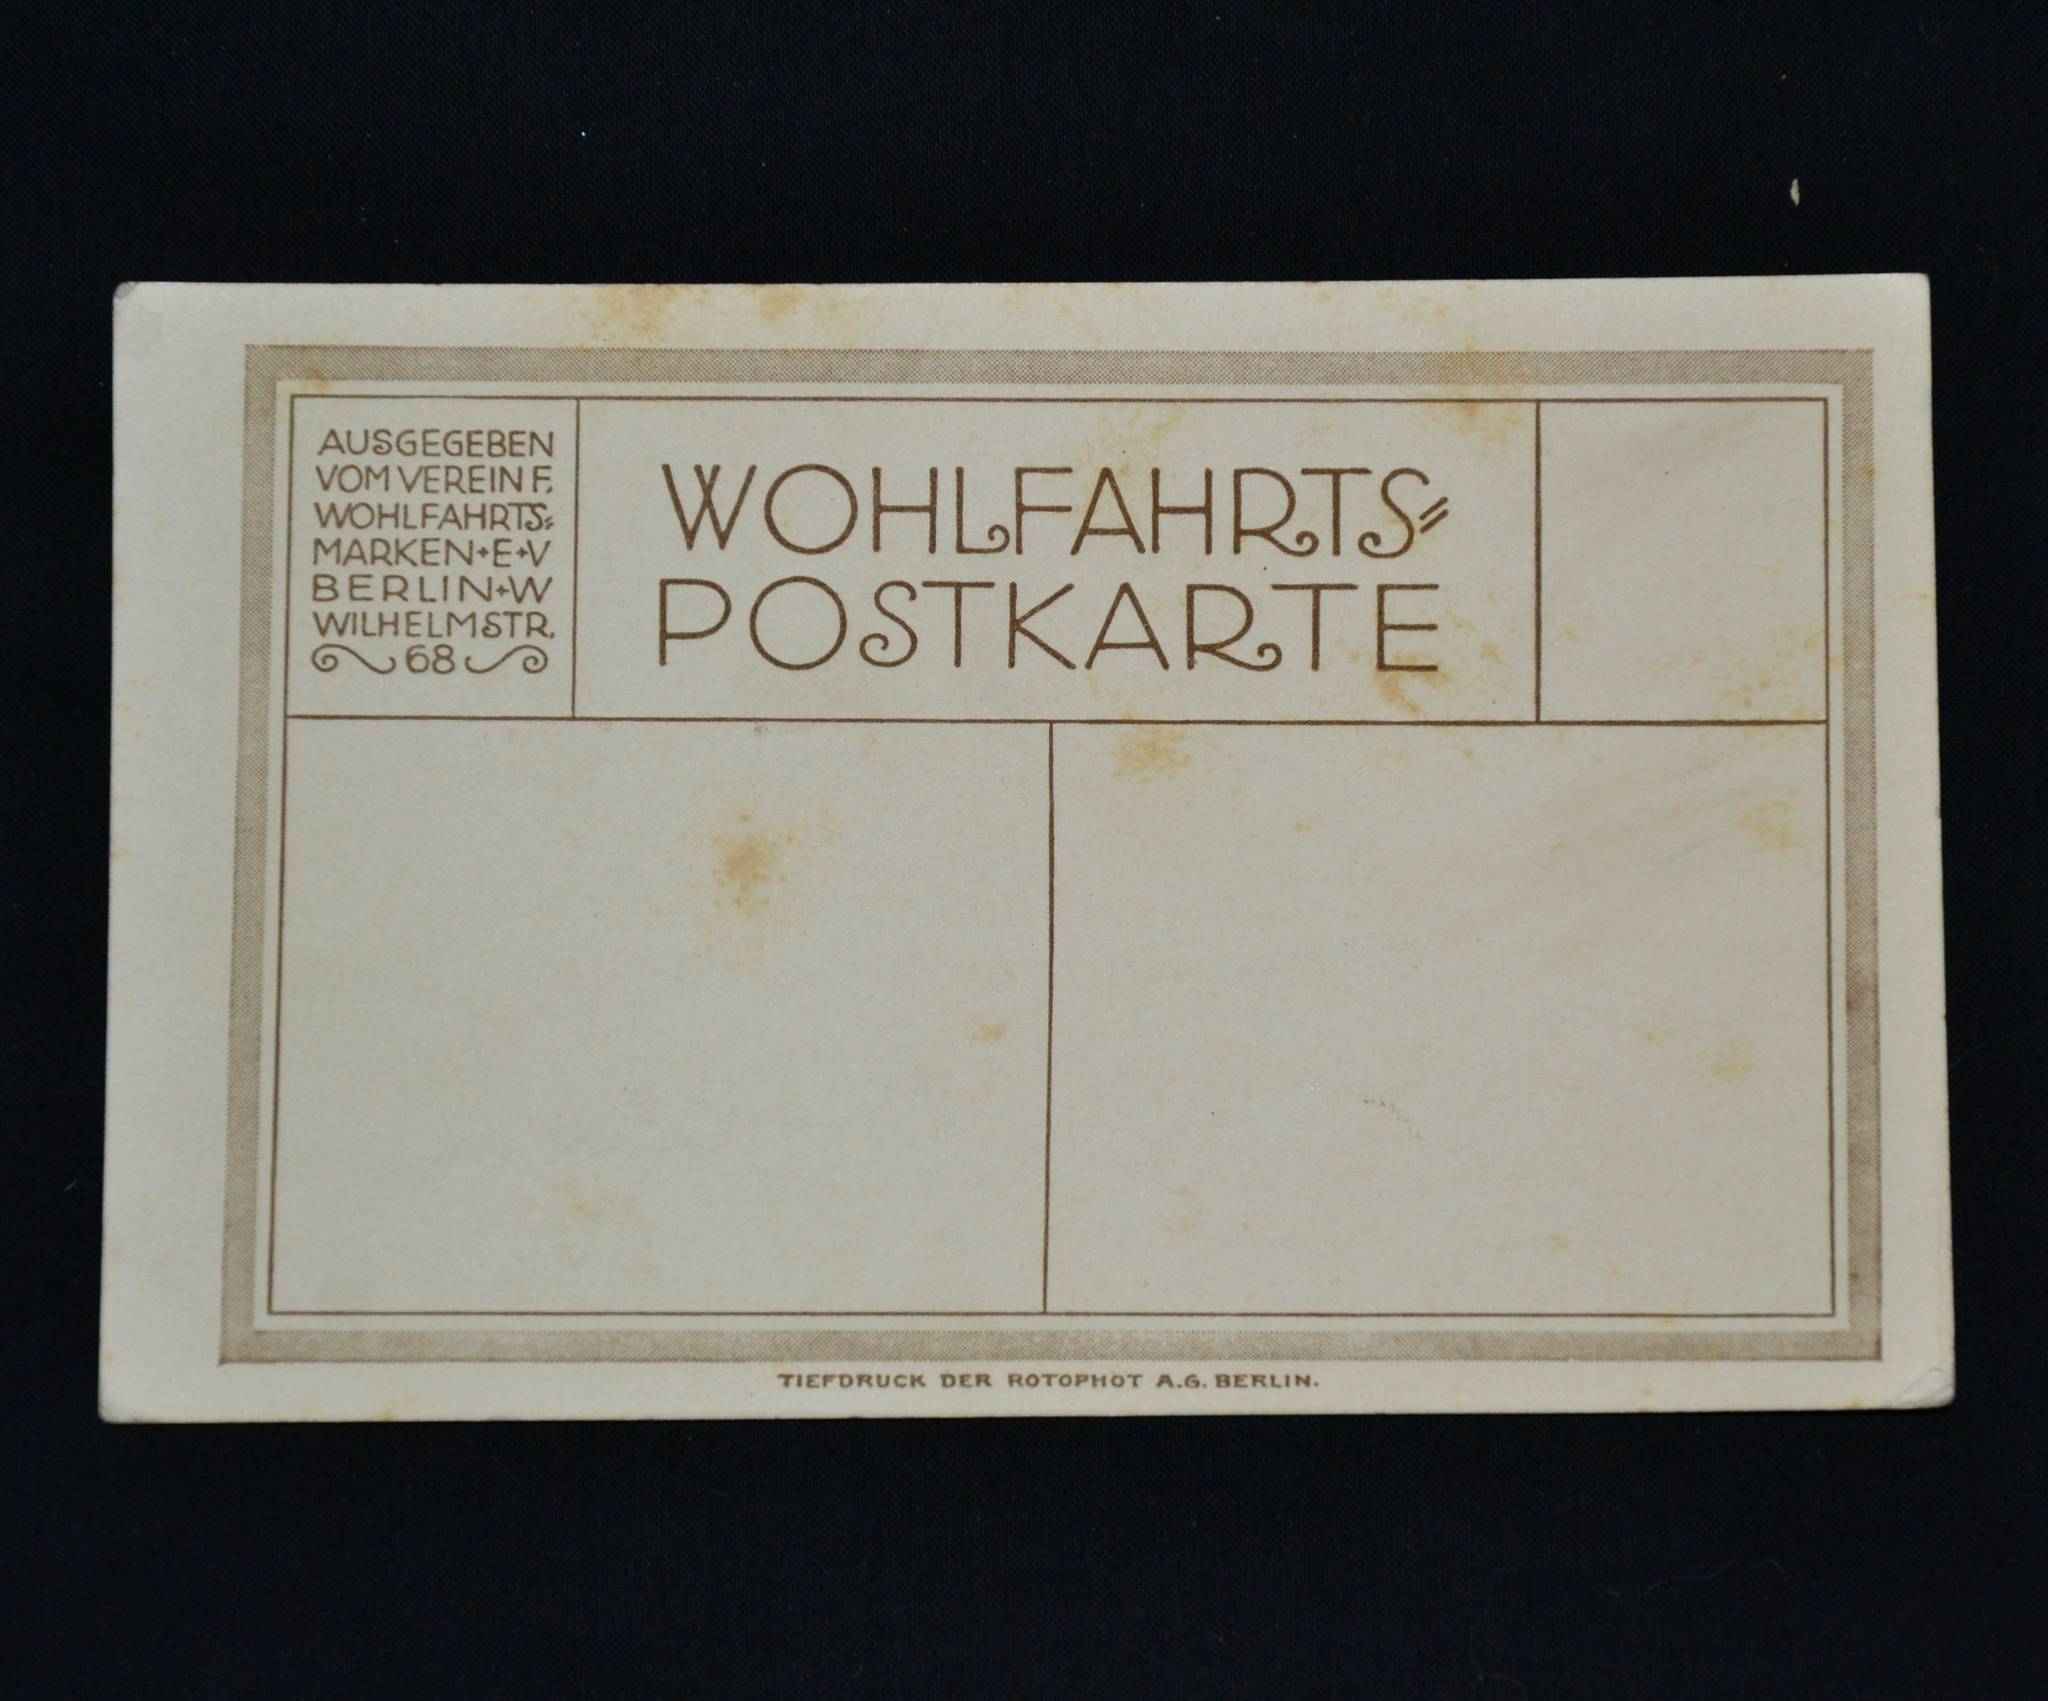 AUSGEGEBEN
VOM VEREIN F.
WOHLFAHRTS=
MARKEN+E+V
BERLIN+W
WILHELMSTR.
68
WOHLFAHRTS=
POSTKARTE
TIEFDRUCK DER ROTOPHOT A.G. BERLIN.